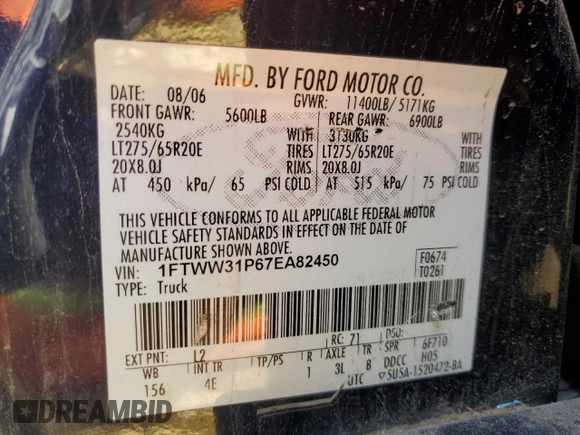 MFD. BY FORD MOTOR CO.
DATE: 08/06 GVWR: 11400LB/ 5171KG
FRONT GAWR: 5600LB REAR GAWR: 6900LB
2540KG WITH 3130KG WITH
LT275/65R20E TIRES LT275/65R20E TIRES
20X8.0J RIMS 20X8.0J RIMS
AT 450 kPa/ 65 PSI COLD AT 515 kPa/ 75 PSI COLD
THIS VEHICLE CONFORMS TO ALL APPLICABLE FEDERAL MOTOR
VEHICLE SAFETY STANDARDS IN EFFECT ON THE DATE OF
MANUFACTURE SHOWN ABOVE.
VIN: 1FTWW31P67EA82450 F0674
TYPE: Truck T0261
EXT PNT: L2 RC: 71 DSO:
WB INT TR TP/PS R AXLE TR SPR 6F710
156 4E 1 3L B DDCC H05
UTC 5U5A-1520472-BA
DREAMBID